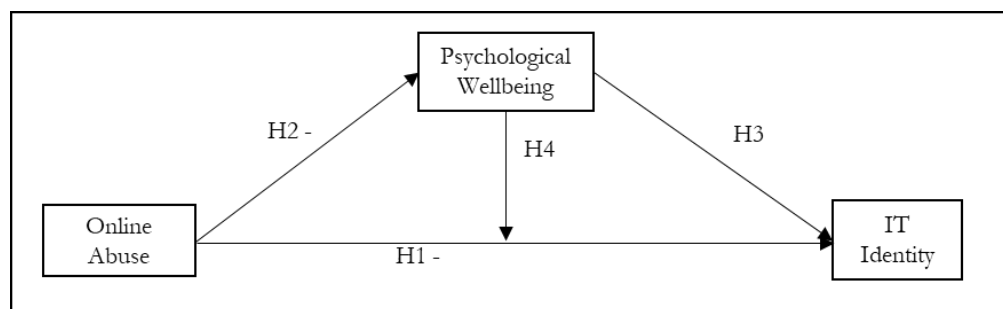 Psychological
Wellbeing
H2 -
H3
H4
Online
Abuse
IT
Identity
H1 -